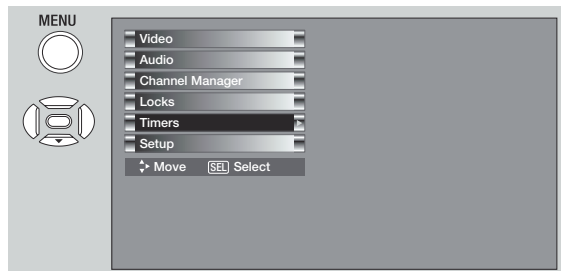 MENU
Video
Audio
Channel Manager
Locks
Timers
Setup
Move SEL Select